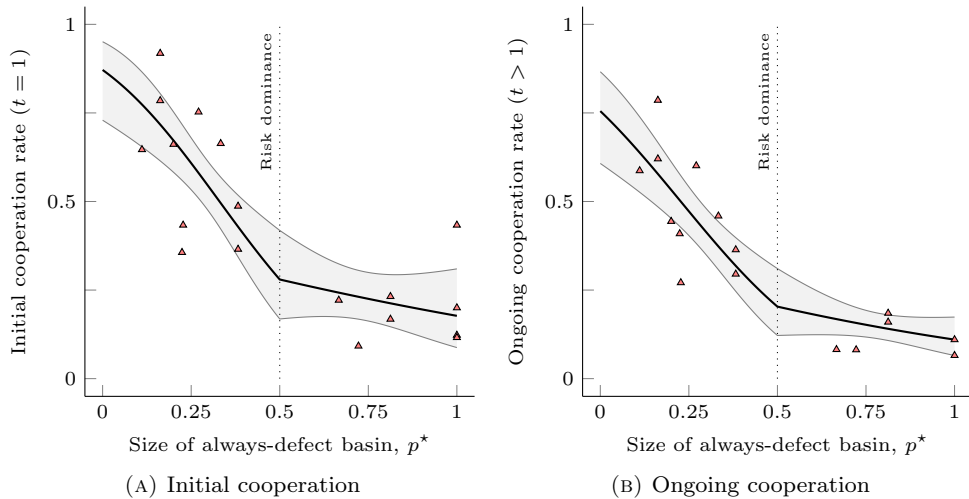 Initial cooperation rate (t = 1)
1
0.5
0
Risk dominance
0
0.25
0.5
0.75
1
Size of always-defect basin, p⋆
(A) Initial cooperation
Ongoing cooperation rate (t > 1)
1
0.5
0
Risk dominance
0
0.25
0.5
0.75
1
Size of always-defect basin, p⋆
(B) Ongoing cooperation